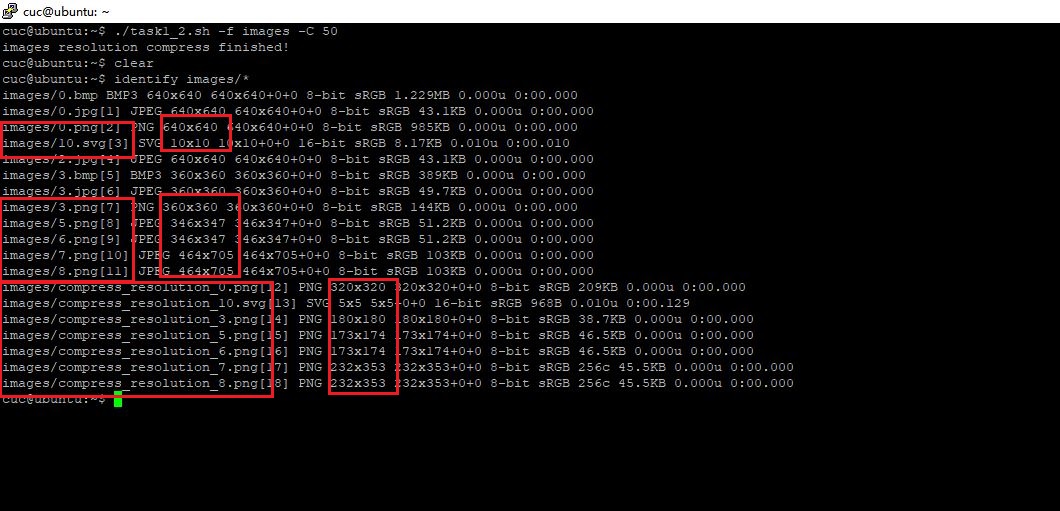 cuc@ubuntu: ~
cuc@ubuntu:~$ ./task1_2.sh -f images -C 50
images resolution compress finished!
cuc@ubuntu:~$ clear
cuc@ubuntu:~$ identify images/*
images/0.bmp BMP3 640x640 640x640+0+0 8-bit sRGB 1.229MB 0.000u 0:00.000
images/0.jpg[1] JPEG 640x640 640x640+0+0 8-bit sRGB 43.1KB 0.000u 0:00.000
images/0.png[2] PNG 640x640 640x640+0+0 8-bit sRGB 985KB 0.000u 0:00.000
images/10.svg[3] SVG 10x10 10x10+0+0 16-bit sRGB 8.17KB 0.010u 0:00.010
images/2.jpg[4] JPEG 640x640 640x640+0+0 8-bit sRGB 43.1KB 0.000u 0:00.000
images/3.bmp[5] BMP3 360x360 360x360+0+0 8-bit sRGB 389KB 0.000u 0:00.000
images/3.jpg[6] JPEG 360x360 360x360+0+0 8-bit sRGB 49.7KB 0.000u 0:00.000
images/3.png[7] PNG 360x360 360x360+0+0 8-bit sRGB 144KB 0.000u 0:00.000
images/5.png[8] JPEG 346x347 346x347+0+0 8-bit sRGB 51.2KB 0.000u 0:00.000
images/6.png[9] JPEG 346x347 346x347+0+0 8-bit sRGB 51.2KB 0.000u 0:00.000
images/7.png[10] JPEG 464x705 464x705+0+0 8-bit sRGB 103KB 0.000u 0:00.000
images/8.png[11] JPEG 464x705 464x705+0+0 8-bit sRGB 103KB 0.000u 0:00.000
images/compress_resolution_0.png[12] PNG 320x320 320x320+0+0 8-bit sRGB 209KB 0.000u 0:00.000
images/compress_resolution_10.svg[13] SVG 5x5 5x5+0+0 16-bit sRGB 968B 0.010u 0:00.129
images/compress_resolution_3.png[14] PNG 180x180 180x180+0+0 8-bit sRGB 38.7KB 0.000u 0:00.000
images/compress_resolution_5.png[15] PNG 173x174 173x174+0+0 8-bit sRGB 46.5KB 0.000u 0:00.000
images/compress_resolution_6.png[16] PNG 173x174 173x174+0+0 8-bit sRGB 46.5KB 0.000u 0:00.000
images/compress_resolution_7.png[17] PNG 232x353 232x353+0+0 8-bit sRGB 256c 45.5KB 0.000u 0:00.000
images/compress_resolution_8.png[18] PNG 232x353 232x353+0+0 8-bit sRGB 256c 45.5KB 0.000u 0:00.000
cuc@ubuntu:~$